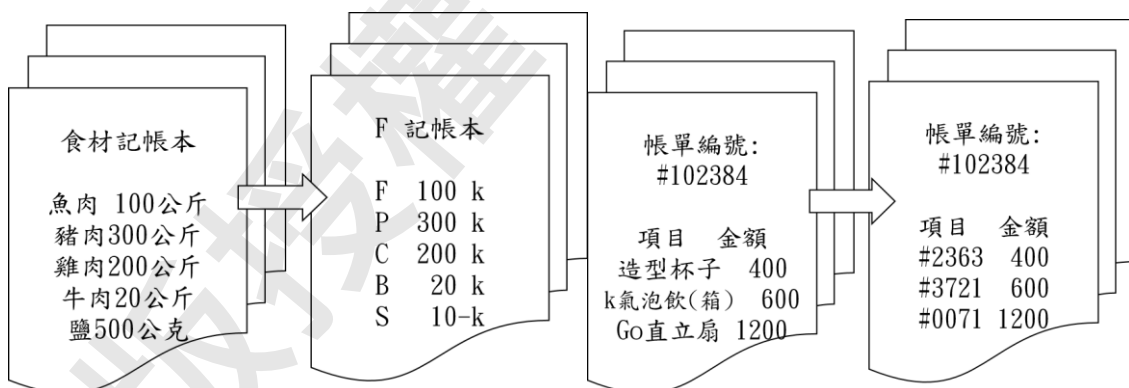 食材記帳本
魚肉 100公斤
豬肉300公斤
雞肉200公斤
牛肉20公斤
鹽500公克
F 記帳本
F 100 k
P 300 k
C 200 k
B 20 k
S 10-k
帳單編號:
#102384
項目 金額
造型杯子 400
k氣泡飲(箱) 600
Go直立扇 1200
帳單編號:
#102384
項目 金額
#2363 400
#3721 600
#0071 1200
版授權